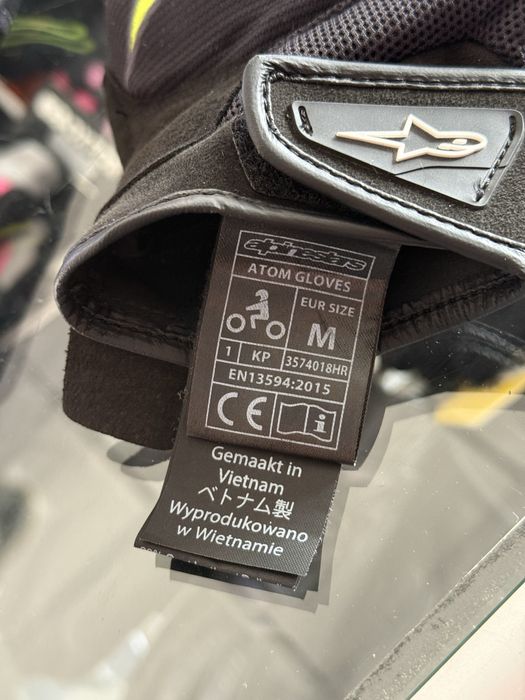 alpinestars
ATOM GLOVES
EUR SIZE
M
1 KP 3574018HR
EN13594:2015
CE i
Gemaakt in
Vietnam
ベトナム製
Wyprodukowano
w Wietnamie